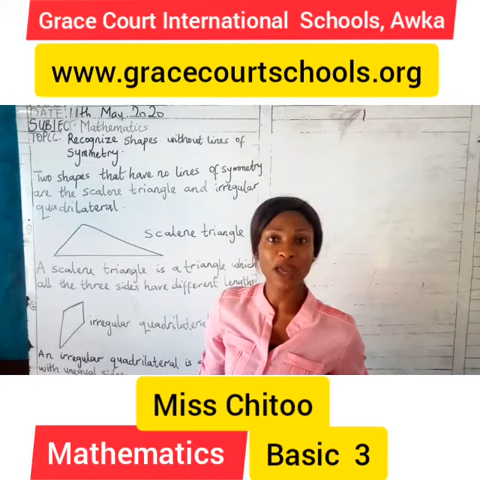 Grace Court International Schools, Awka
www.gracecourtschools.org
DATE: 11th May 2020
SUBJECT: Mathematics
TOPIC: Recognize shapes without lines of
symmetry.
Two shapes that have no lines of symmetry
are the scalene triangle and irregular
quadrilateral.
scalene triangle
A scalene triangle is a triangle which
all the three sides have different lengths
irregular quadrilateral
An irregular quadrilateral is
with unequal
Miss Chitoo
Mathematics
Basic 3